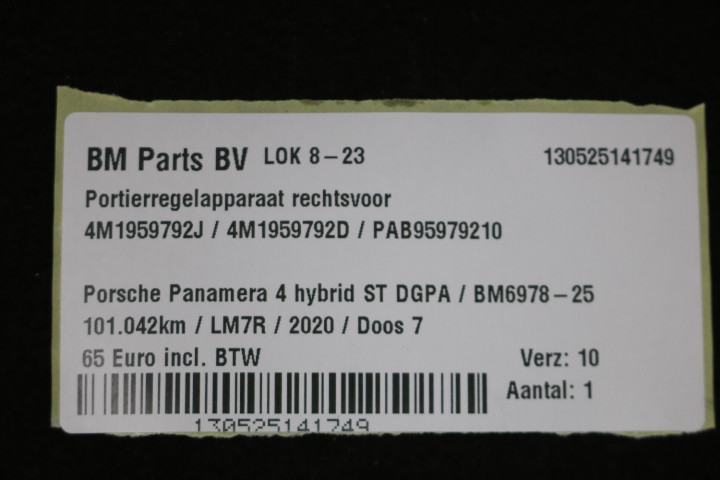 BM Parts BV LOK 8-23 130525141749
Portierregelapparaat rechtsvoor
4M1959792J / 4M1959792D / PAB95979210
Porsche Panamera 4 hybrid ST DGPA / BM6978-25
101.042km / LM7R / 2020 / Doos 7
65 Euro incl. BTW Verz: 10
Aantal: 1
130525141749